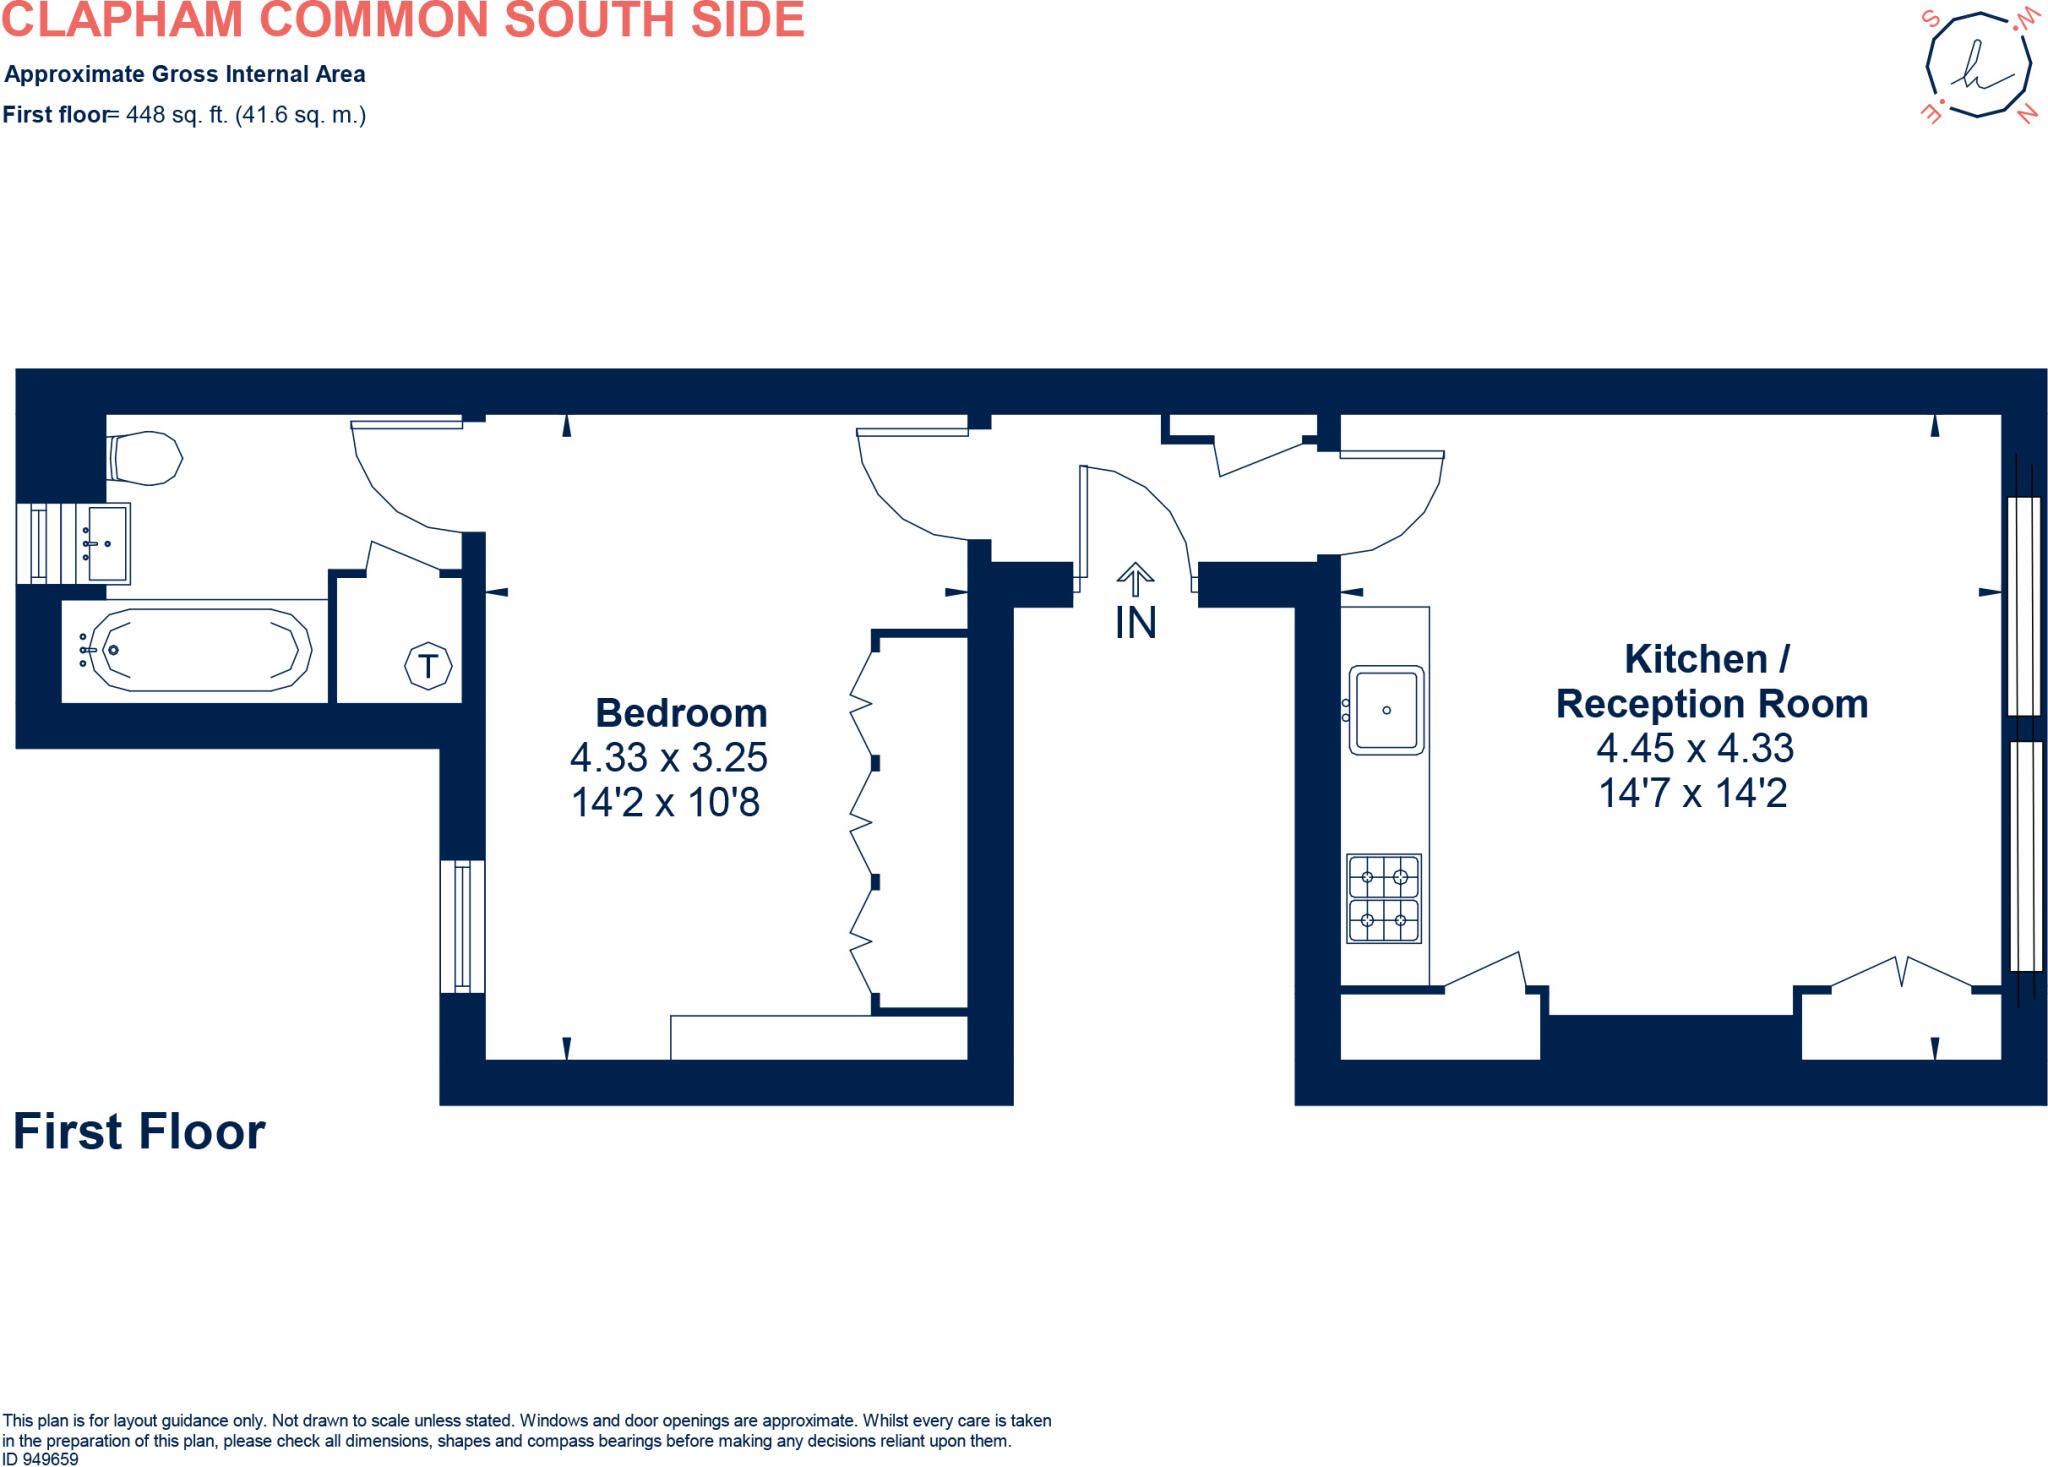 CLAPHAM COMMON SOUTH SIDE
Approximate Gross Internal Area
First floor= 448 sq. ft. (41.6 sq. m.)
S
W
E
N
h
T
IN
Bedroom
4.33 x 3.25
14'2 x 10'8
Kitchen /
Reception Room
4.45 x 4.33
14'7 x 14'2
First Floor
This plan is for layout guidance only. Not drawn to scale unless stated. Windows and door openings are approximate. Whilst every care is taken
in the preparation of this plan, please check all dimensions, shapes and compass bearings before making any decisions reliant upon them.
ID 949659